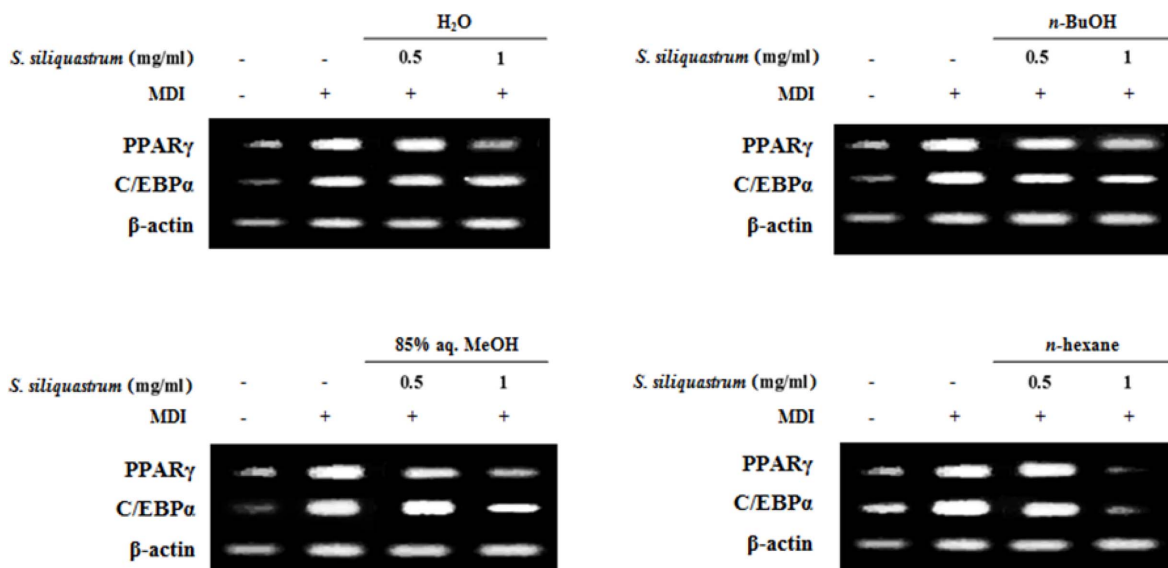 H₂O
S. siliquastrum (mg/ml) - - 0.5 1
MDI - + + +
PPARγ
C/EBPα
β-actin
n-BuOH
S. siliquastrum (mg/ml) - - 0.5 1
MDI - + + +
PPARγ
C/EBPα
β-actin
85% aq. MeOH
S. siliquastrum (mg/ml) - - 0.5 1
MDI - + + +
PPARγ
C/EBPα
β-actin
n-hexane
S. siliquastrum (mg/ml) - - 0.5 1
MDI - + + +
PPARγ
C/EBPα
β-actin